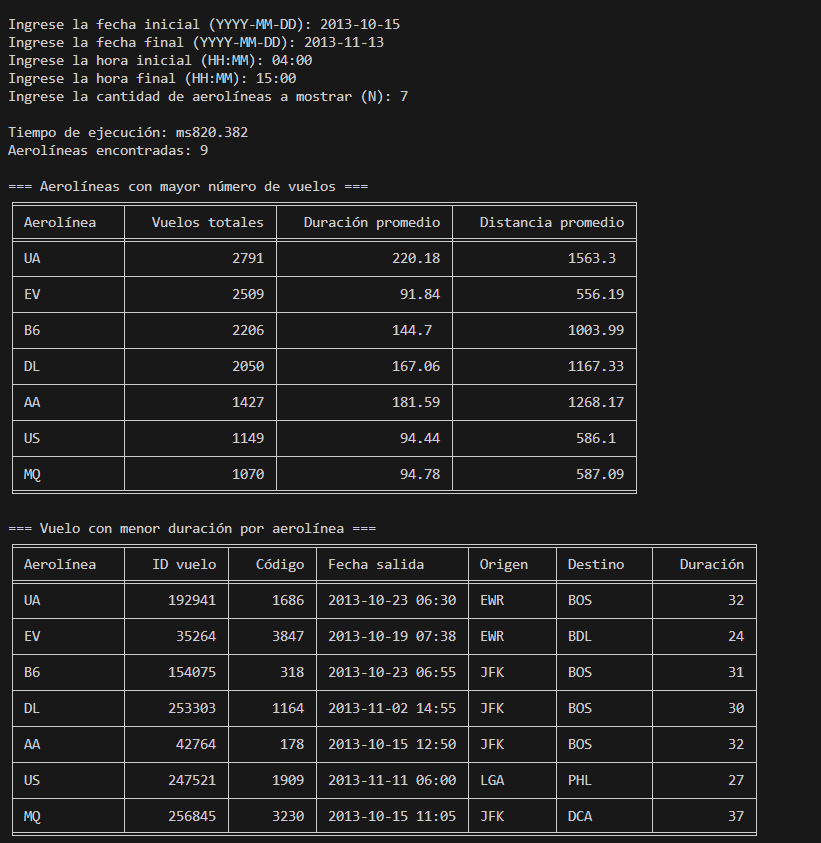 Ingrese la fecha inicial (YYYY-MM-DD): 2013-10-15
Ingrese la fecha final (YYYY-MM-DD): 2013-11-13
Ingrese la hora inicial (HH:MM): 04:00
Ingrese la hora final (HH:MM): 15:00
Ingrese la cantidad de aerolíneas a mostrar (N): 7
Tiempo de ejecución: ms820.382
Aerolíneas encontradas: 9
=== Aerolíneas con mayor número de vuelos ===
Aerolínea Vuelos totales Duración promedio Distancia promedio
UA 2791 220.18 1563.3
EV 2509 91.84 556.19
B6 2206 144.7 1003.99
DL 2050 167.06 1167.33
AA 1427 181.59 1268.17
US 1149 94.44 586.1
MQ 1070 94.78 587.09
=== Vuelo con menor duración por aerolínea ===
Aerolínea ID vuelo Código Fecha salida Origen Destino Duración
UA 192941 1686 2013-10-23 06:30 EWR BOS 32
EV 35264 3847 2013-10-19 07:38 EWR BDL 24
B6 154075 318 2013-10-23 06:55 JFK BOS 31
DL 253303 1164 2013-11-02 14:55 JFK BOS 30
AA 42764 178 2013-10-15 12:50 JFK BOS 32
US 247521 1909 2013-11-11 06:00 LGA PHL 27
MQ 256845 3230 2013-10-15 11:05 JFK DCA 37